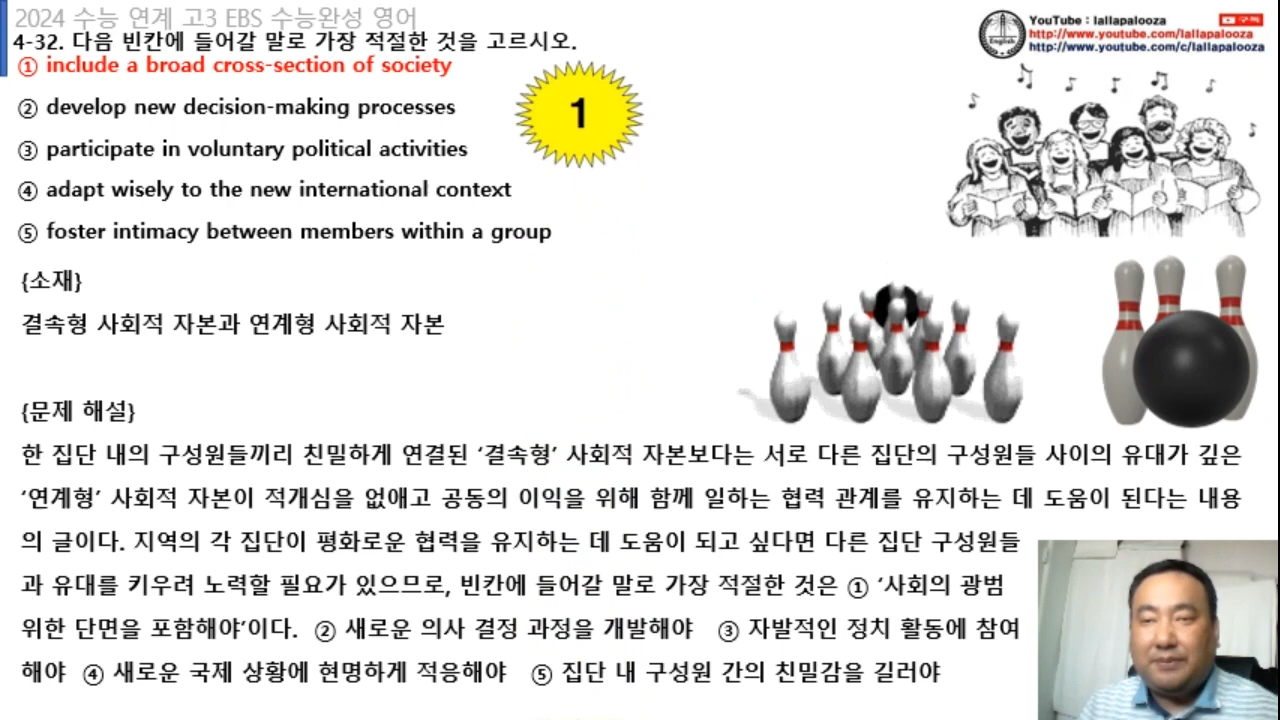 2024 수능 연계 고3 EBS 수능완성 영어
4-32. 다음 빈칸에 들어갈 말로 가장 적절한 것을 고르시오.
① include a broad cross-section of society
② develop new decision-making processes
③ participate in voluntary political activities
④ adapt wisely to the new international context
⑤ foster intimacy between members within a group
1
English
YouTube : lallapalooza
구독
http://www.youtube.com/lallapalooza
http://www.youtube.com/c/lallapalooza
{소재}
결속형 사회적 자본과 연계형 사회적 자본
{문제 해설}
한 집단 내의 구성원들끼리 친밀하게 연결된 ‘결속형’ 사회적 자본보다는 서로 다른 집단의 구성원들 사이의 유대가 깊은
‘연계형’ 사회적 자본이 적개심을 없애고 공동의 이익을 위해 함께 일하는 협력 관계를 유지하는 데 도움이 된다는 내용
의 글이다. 지역의 각 집단이 평화로운 협력을 유지하는 데 도움이 되고 싶다면 다른 집단 구성원들
과 유대를 키우려 노력할 필요가 있으므로, 빈칸에 들어갈 말로 가장 적절한 것은 ① ‘사회의 광범
위한 단면을 포함해야’이다. ② 새로운 의사 결정 과정을 개발해야 ③ 자발적인 정치 활동에 참여
해야 ④ 새로운 국제 상황에 현명하게 적응해야 ⑤ 집단 내 구성원 간의 친밀감을 길러야